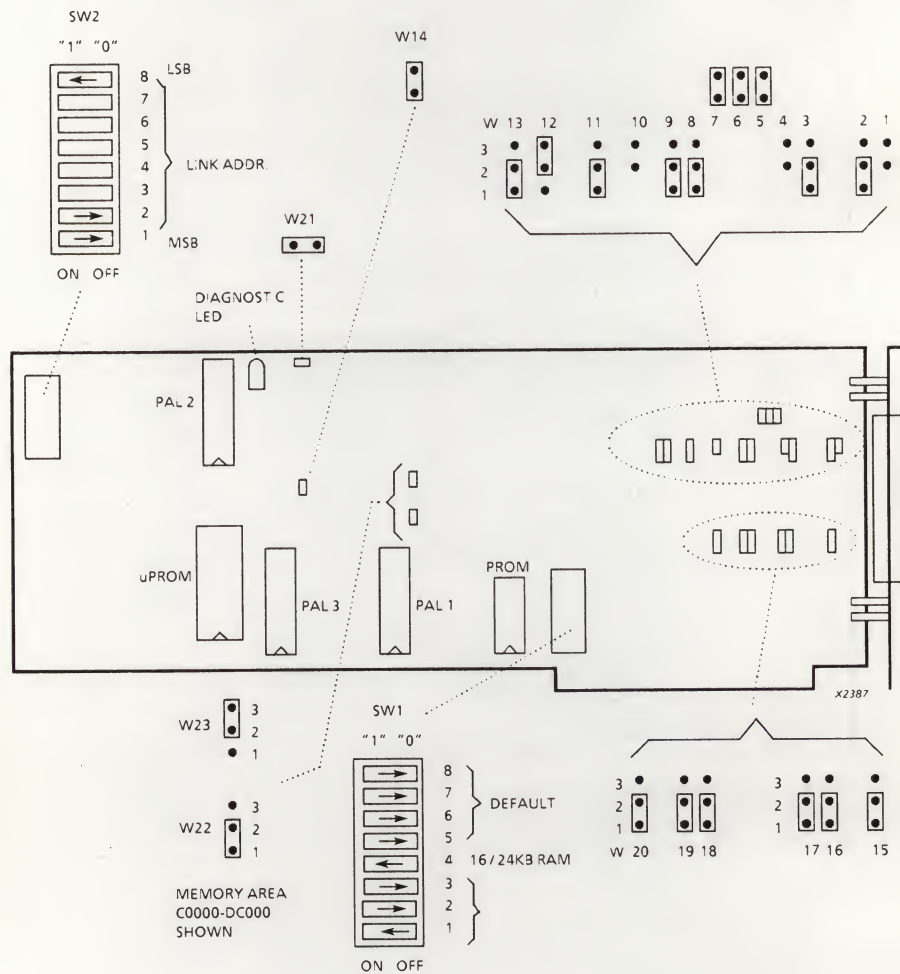 SW2
"1" "0"
8 LSB
7
6
5
4
3
2
1 MSB
LINK ADDR.
ON OFF
W14
W21
DIAGNOST C
LED
7 6 5
W 13 12 11 10 9 8 4 3 2 1
3
2
1
PAL 2
uPROM
PAL 3
PAL 1
PROM
X2387
W23
3
2
1
W22
3
2
1
MEMORY AREA
C0000-DC000
SHOWN
SW1
"1" "0"
8
7
6
5
DEFAULT
4 16/24KB RAM
3
2
1
ON OFF
3 3
2 2
1 1
W 20 19 18 17 16 15